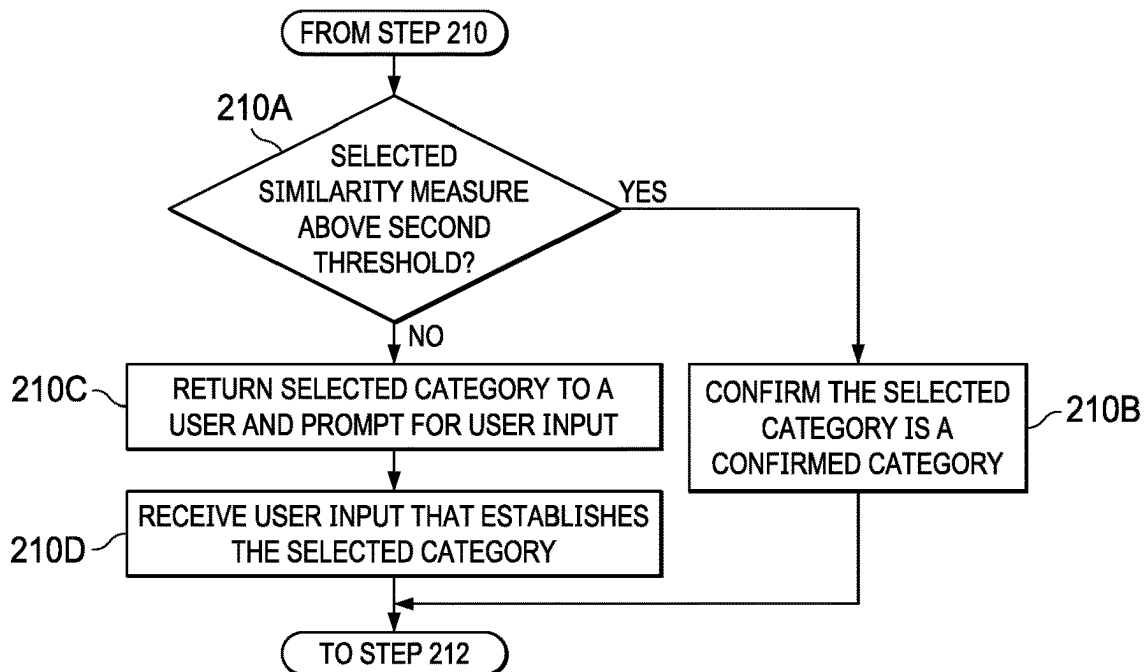 FROM STEP 210
210A
SELECTED
SIMILARITY MEASURE
ABOVE SECOND
THRESHOLD?
YES
NO
210C
RETURN SELECTED CATEGORY TO A
USER AND PROMPT FOR USER INPUT
CONFIRM THE SELECTED
CATEGORY IS A
CONFIRMED CATEGORY
210B
210D
RECEIVE USER INPUT THAT ESTABLISHES
THE SELECTED CATEGORY
TO STEP 212